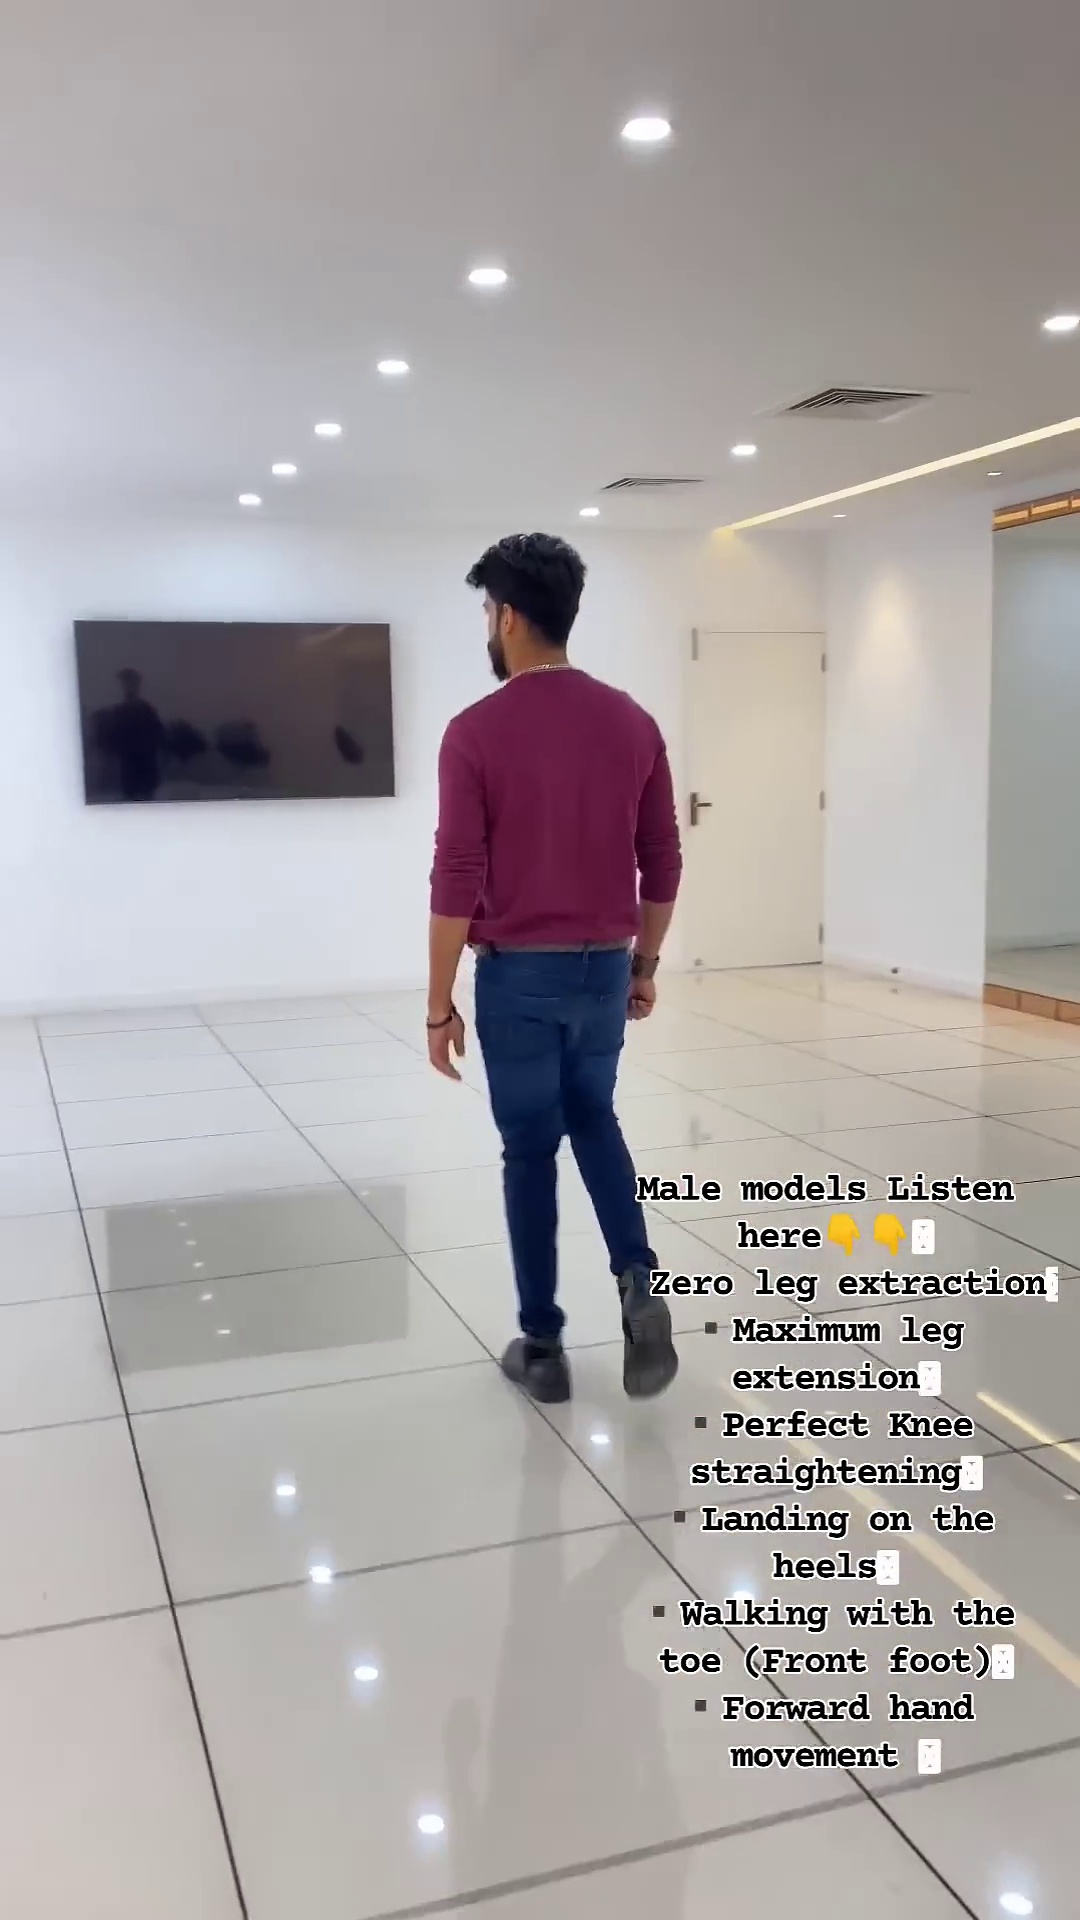 Male models Listen
here👇👇
Zero leg extraction
▪ Maximum leg
extension
▪ Perfect Knee
straightening
▪ Landing on the
heels
▪ Walking with the
toe (Front foot)
▪ Forward hand
movement